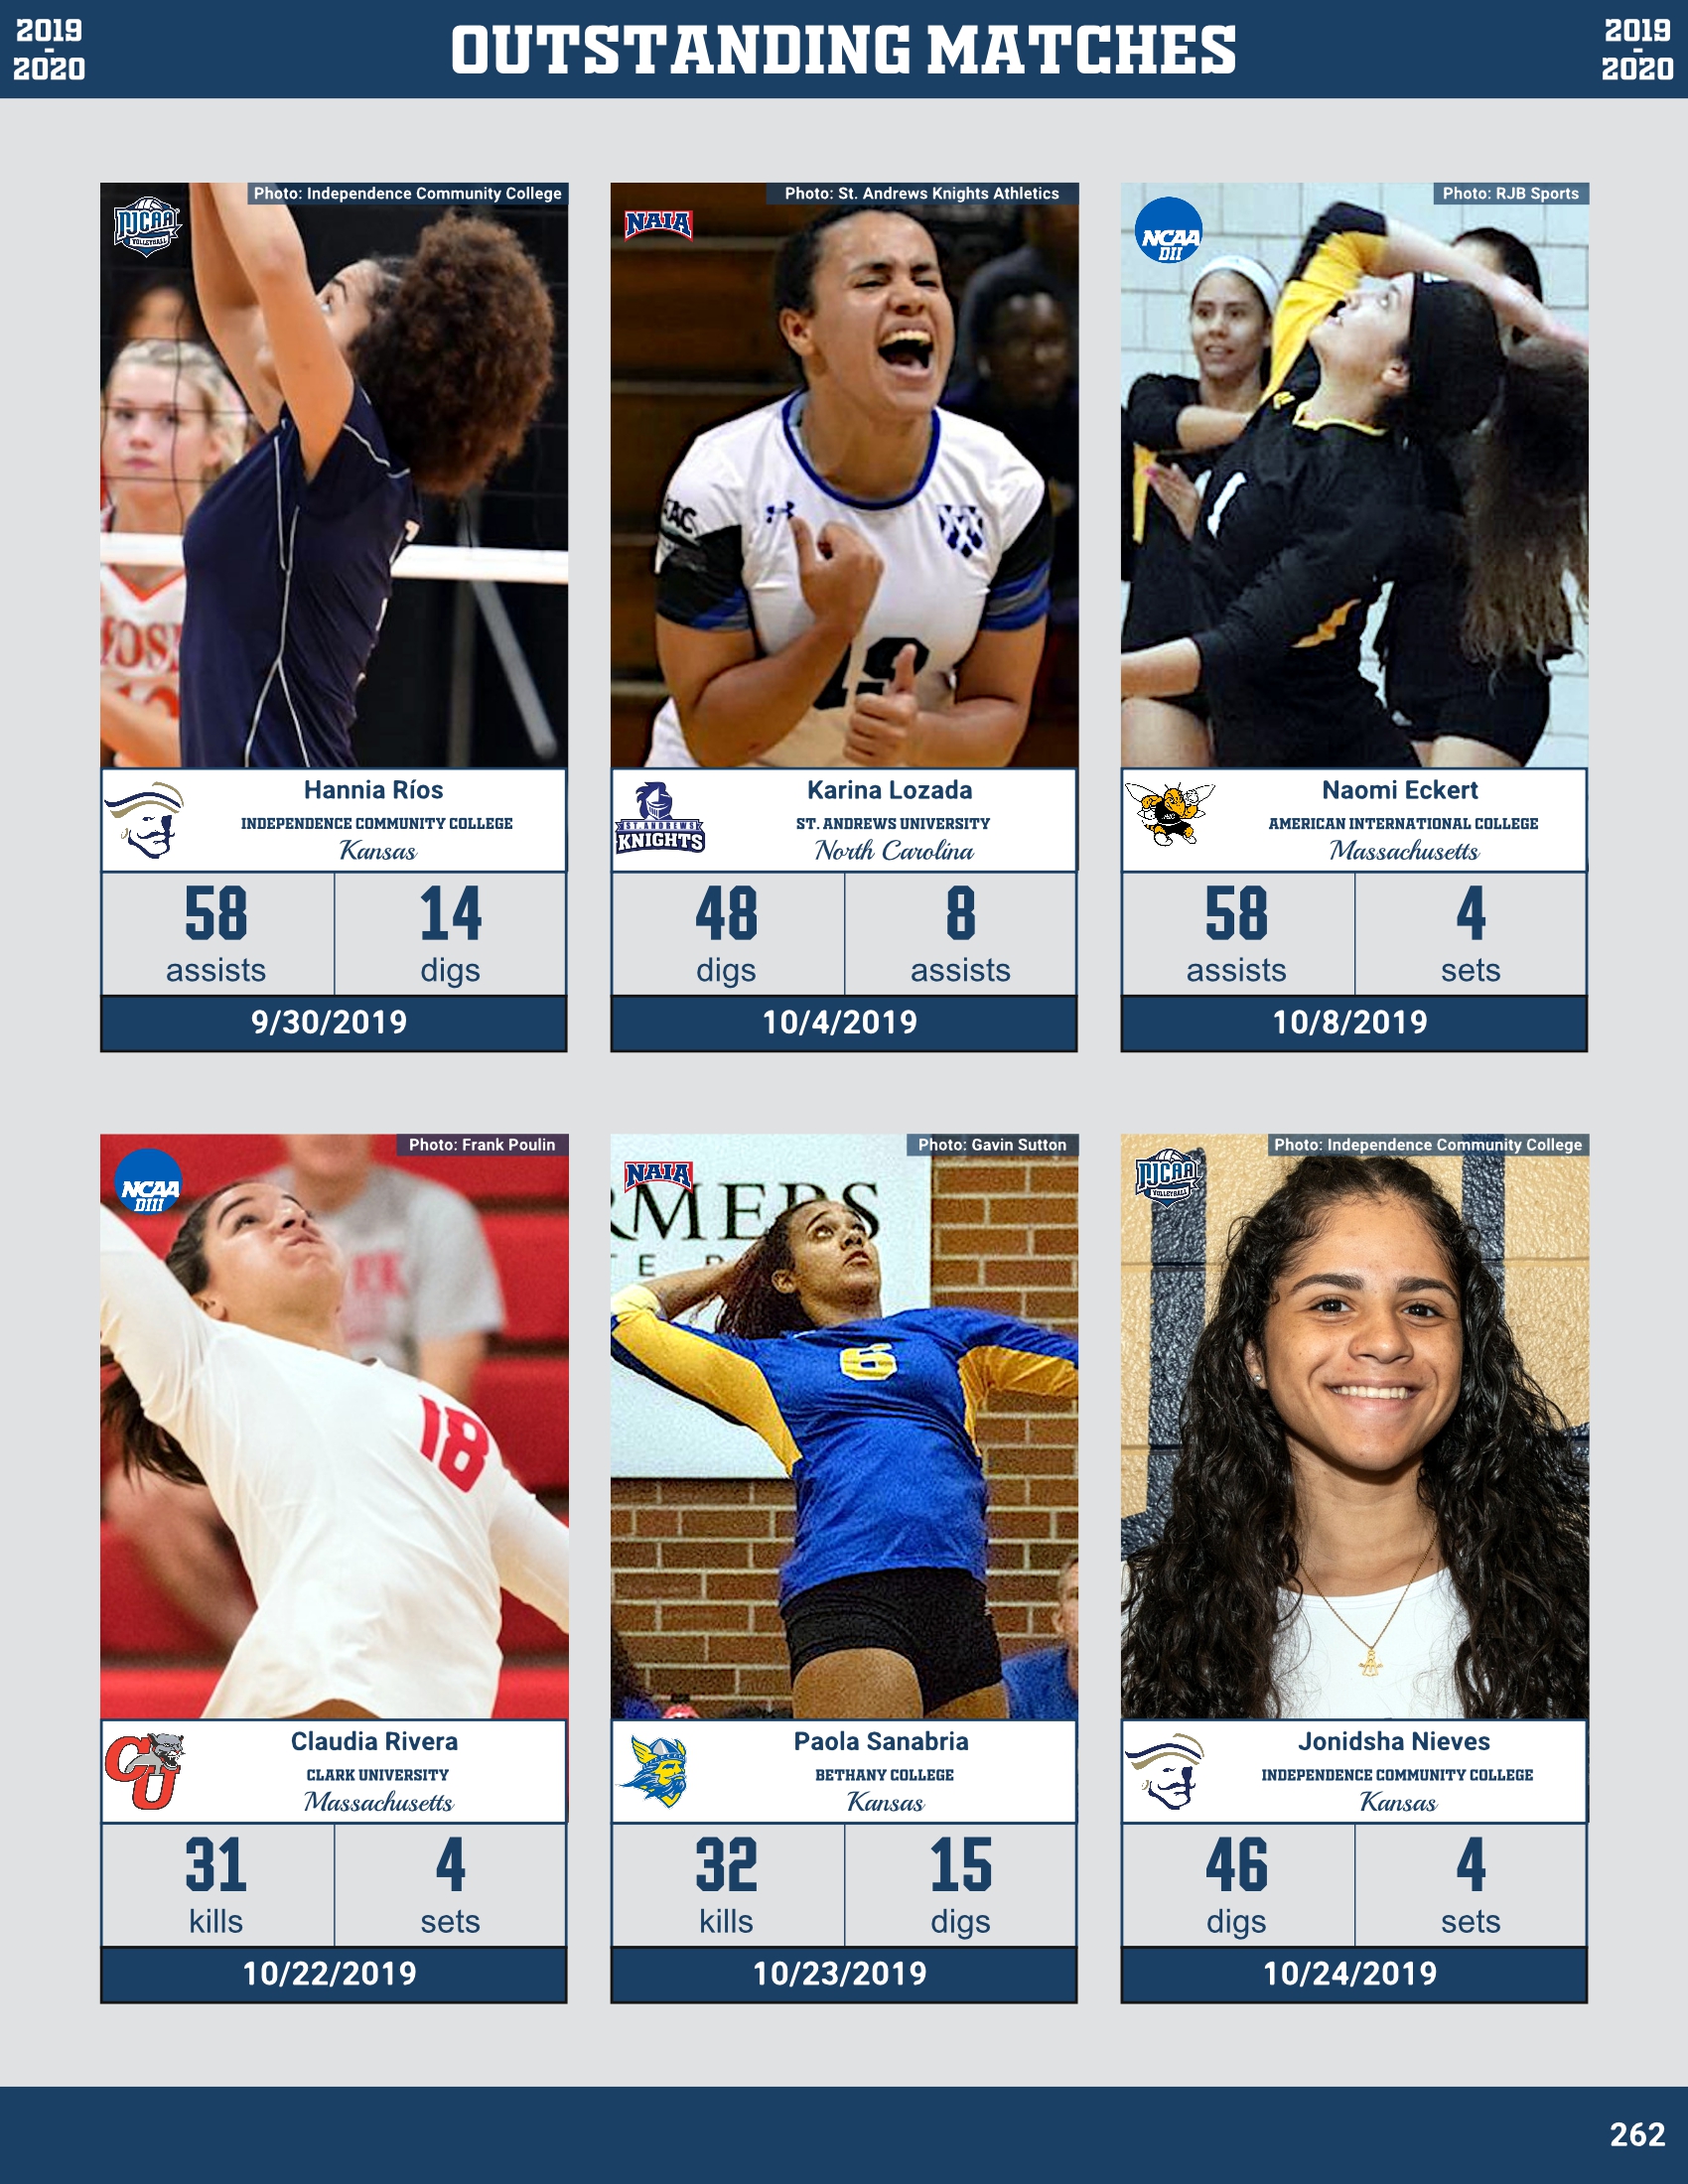 2019
-
2020
OUTSTANDING MATCHES
2019
-
2020
Photo: Independence Community College
NJCAA
VOLLEYBALL
Hannia Ríos
INDEPENDENCE COMMUNITY COLLEGE
Kansas
58
assists
14
digs
9/30/2019
Photo: St. Andrews Knights Athletics
NAIA
19
ST. ANDREWS
KNIGHTS
Karina Lozada
ST. ANDREWS UNIVERSITY
North Carolina
48
digs
8
assists
10/4/2019
Photo: RJB Sports
NCAA
DII
Naomi Eckert
AMERICAN INTERNATIONAL COLLEGE
Massachusetts
58
assists
4
sets
10/8/2019
Photo: Frank Poulin
NCAA
DIII
18
CU
Claudia Rivera
CLARK UNIVERSITY
Massachusetts
31
kills
4
sets
10/22/2019
Photo: Gavin Sutton
NAIA
RMERS
6
Paola Sanabria
BETHANY COLLEGE
Kansas
32
kills
15
digs
10/23/2019
Photo: Independence Community College
NJCAA
VOLLEYBALL
Jonidsha Nieves
INDEPENDENCE COMMUNITY COLLEGE
Kansas
46
digs
4
sets
10/24/2019
262